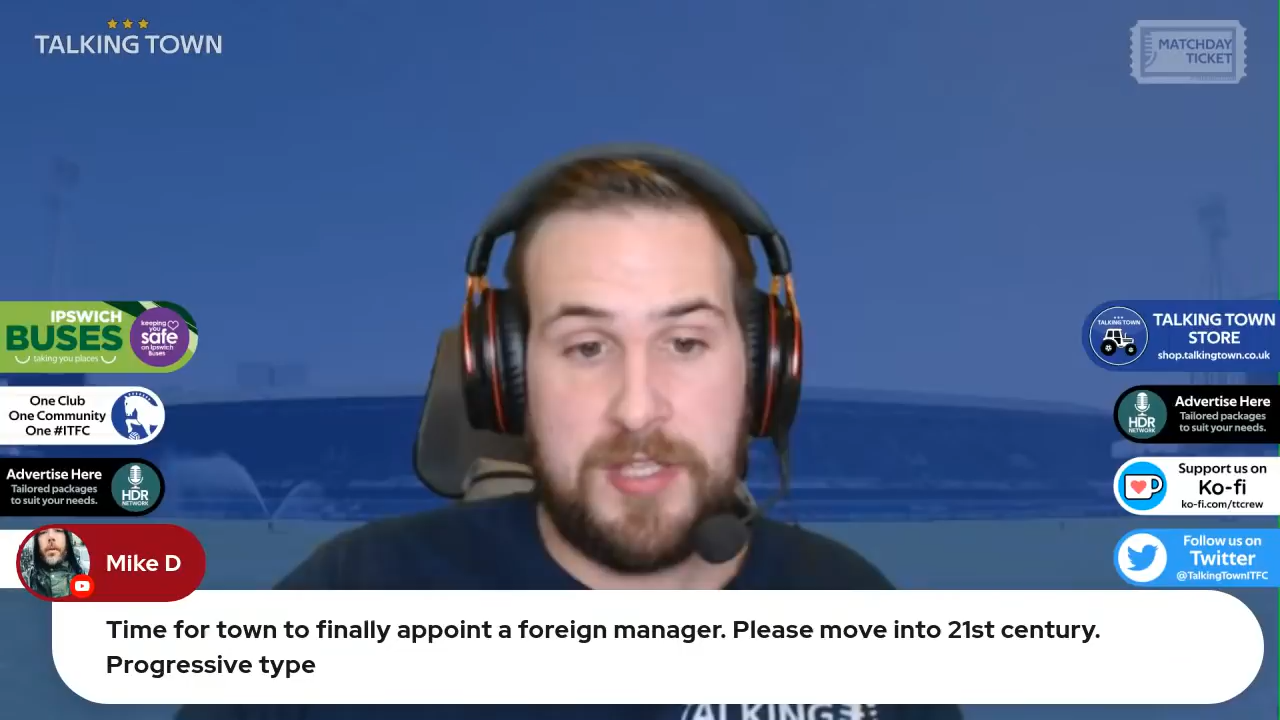 TALKING TOWN
MATCHDAY
TICKET
IPSWICH
BUSES
taking you places
keeping
you
safe
on Ipswich
Buses
One Club
One Community
One #ITFC
Advertise Here
Tailored packages
to suit your needs.
HDR
NETWORK
TALKING TOWN
TALKING TOWN
STORE
shop.talkingtown.co.uk
HDR
NETWORK
Advertise Here
Tailored packages
to suit your needs.
Support us on
Ko-fi
ko-fi.com/ttcrew
Follow us on
Twitter
@TalkingTownITFC
Mike D
Time for town to finally appoint a foreign manager. Please move into 21st century.
Progressive type